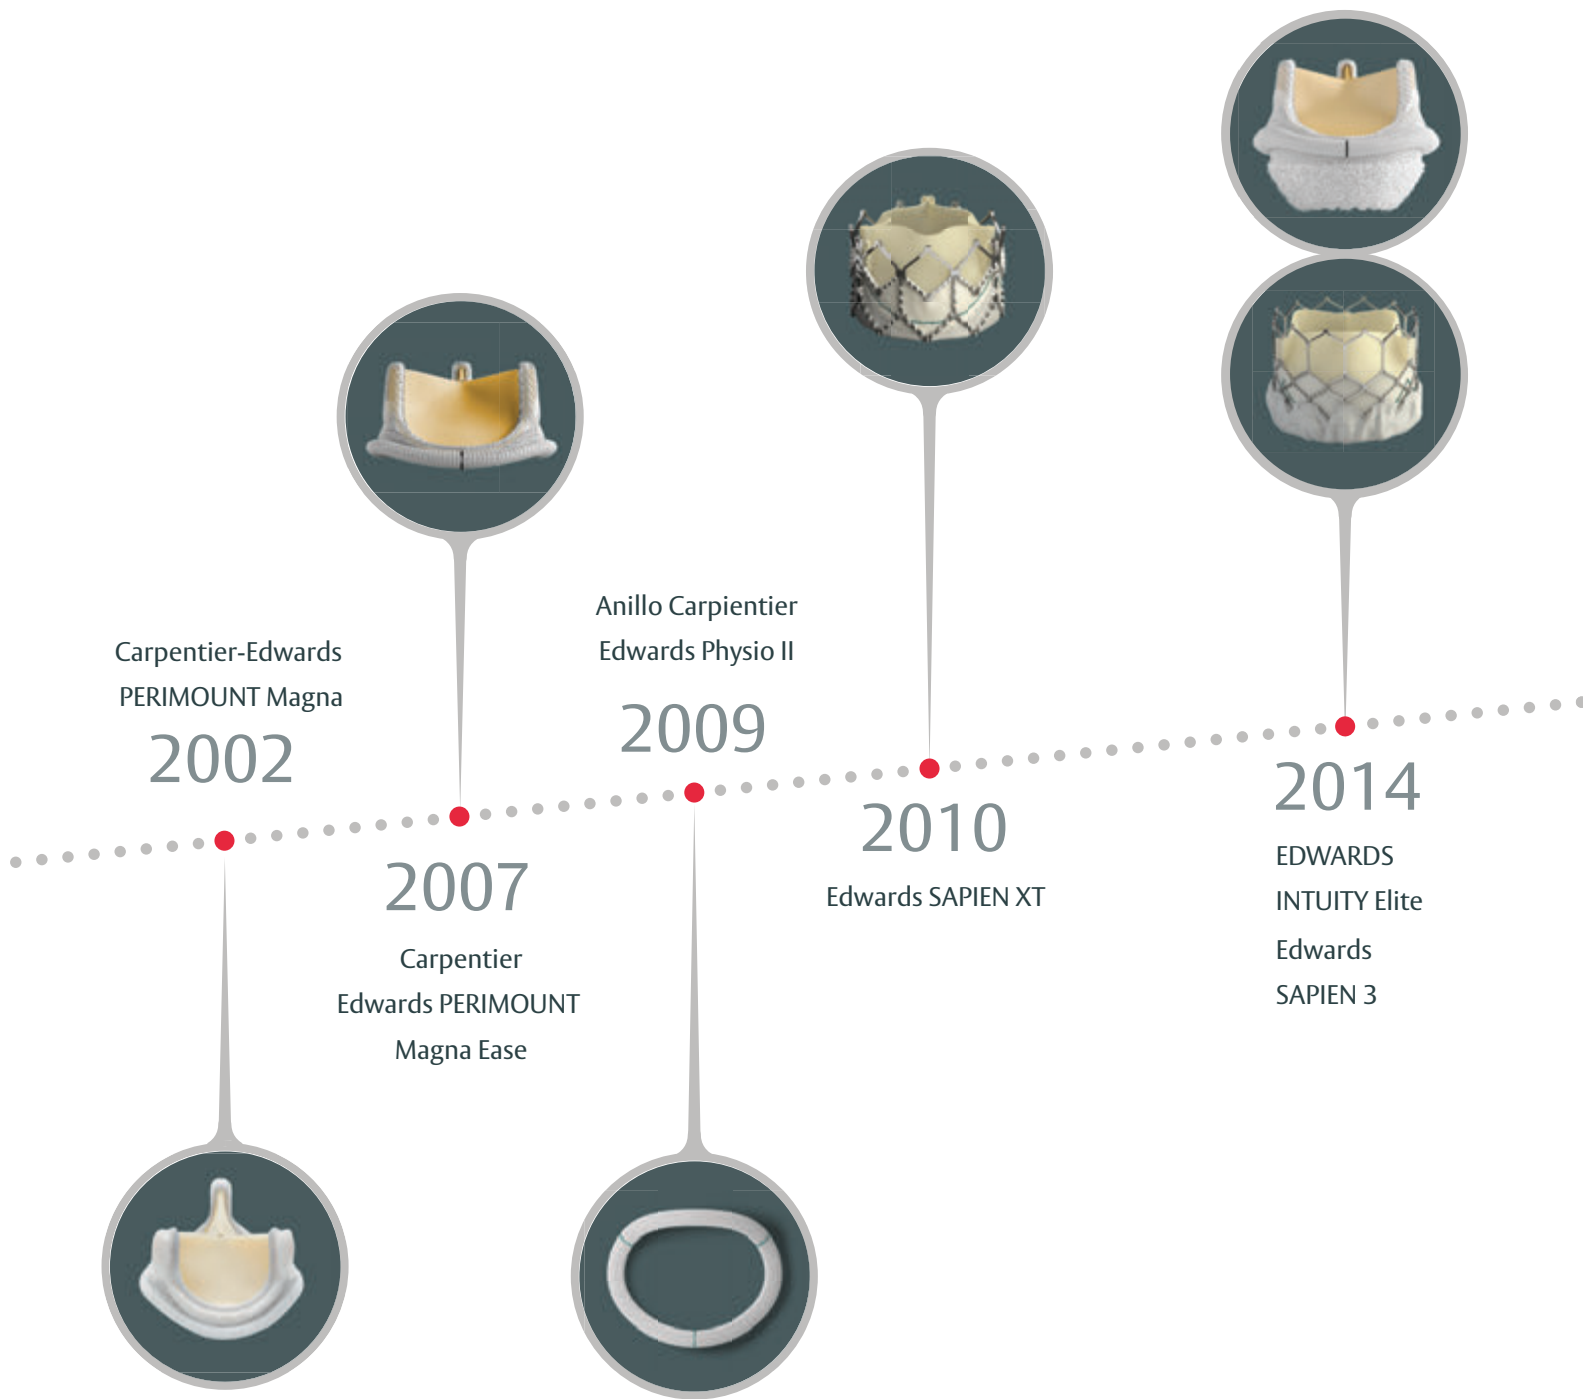 Carpentier-Edwards
PERIMOUNT Magna
2002
2007
Carpentier
Edwards PERIMOUNT
Magna Ease
Anillo Carpientier
Edwards Physio II
2009
2010
Edwards SAPIEN XT
2014
EDWARDS
INTUITY Elite
Edwards
SAPIEN 3